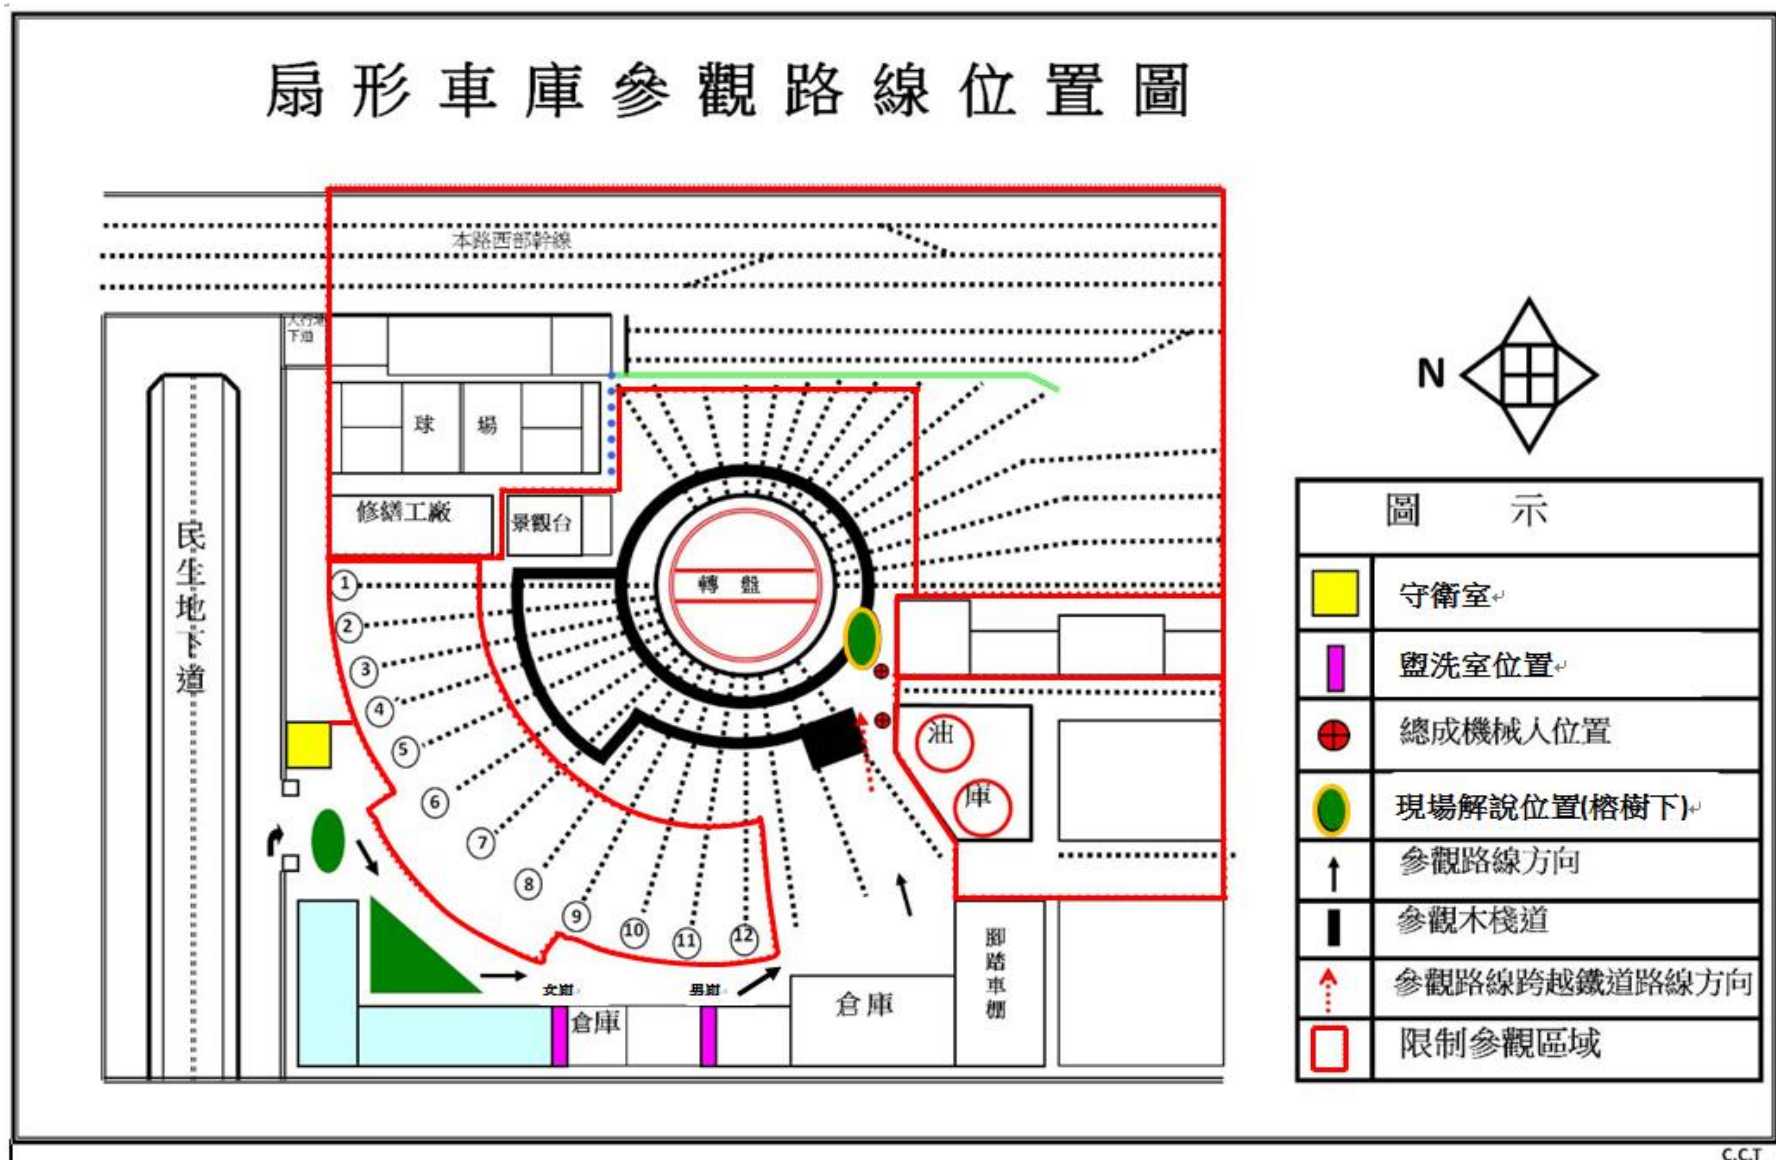 扇形車庫參觀路線位置圖
本路西部幹線
人行地
下道
球場
修繕工廠
景觀台
民生地下道
轉盤
1
2
3
4
5
6
7
8
9
10
11
12
油
庫
女廁
男廁
倉庫
倉庫
腳踏車棚
N
圖示
守衛室
盥洗室位置
總成機械人位置
現場解說位置(榕樹下)
參觀路線方向
參觀木棧道
參觀路線跨越鐵道路線方向
限制參觀區域
C.C.T